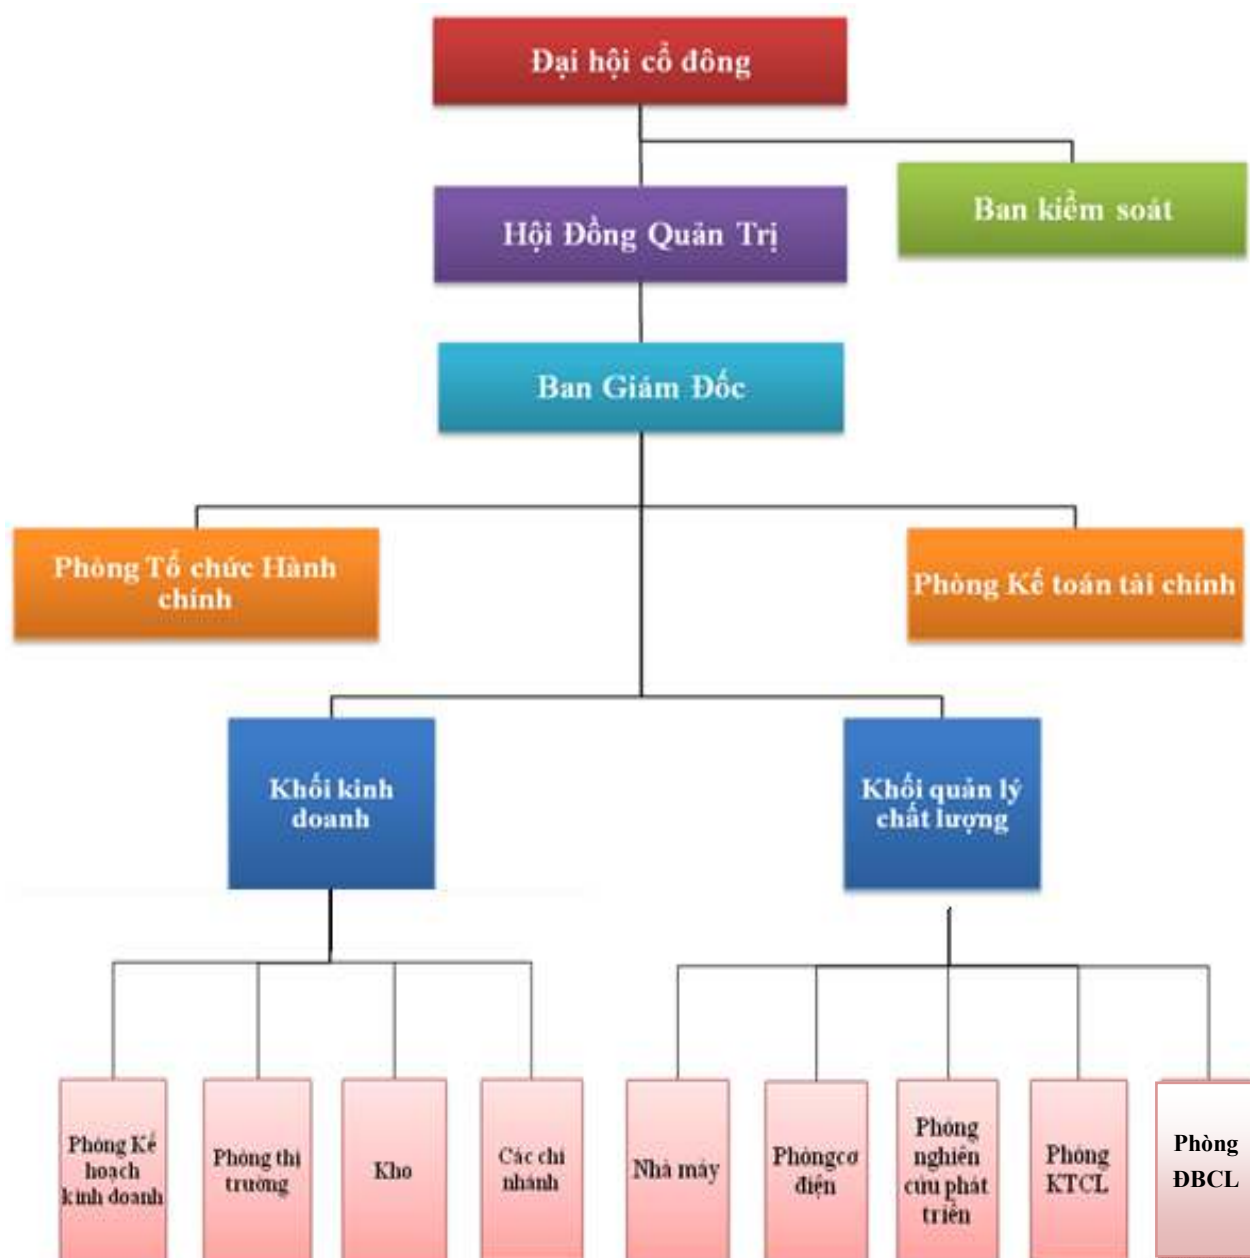 Đại hội cổ đông
Ban kiểm soát
Hội Đồng Quản Trị
Ban Giám Đốc
Phòng Tổ chức Hành
chính
Phòng Kế toán tài chính
Khối kinh
doanh
Khối quản lý
chất lượng
Phòng Kế
hoạch
kinh doanh
Phòng thị
trường
Kho
Các chi
nhánh
Nhà máy
Phòngcơ
điện
Phòng
nghiên
cứu phát
triển
Phòng
KTCL
Phòng
ĐBCL